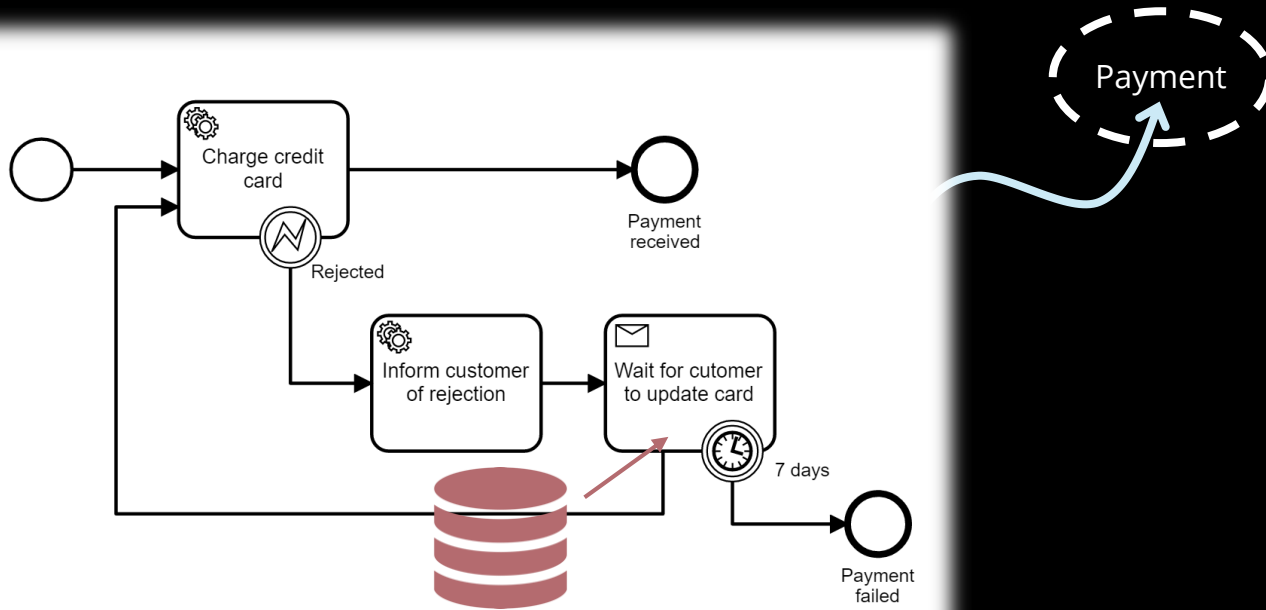 Payment
Charge credit
card
Payment
received
Rejected
Inform customer
of rejection
Wait for cutomer
to update card
7 days
Payment
failed